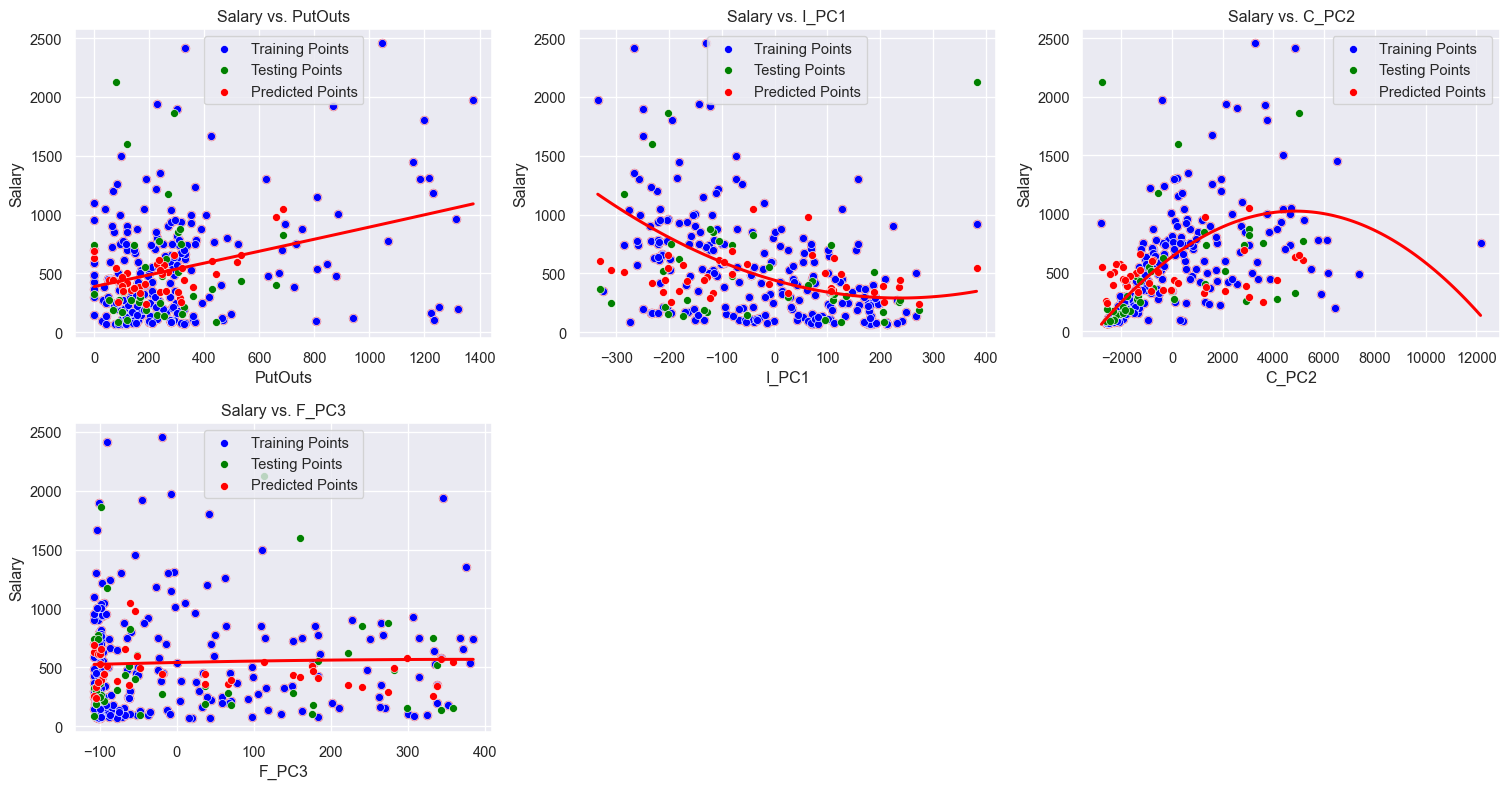 Salary vs. PutOuts
Training Points
Testing Points
Predicted Points
Salary
2500
2000
1500
1000
500
0
0 200 400 600 800 1000 1200 1400
PutOuts
Salary vs. I_PC1
Training Points
Testing Points
Predicted Points
Salary
2500
2000
1500
1000
500
0
−300 −200 −100 0 100 200 300 400
I_PC1
Salary vs. C_PC2
Training Points
Testing Points
Predicted Points
Salary
2500
2000
1500
1000
500
0
−2000 0 2000 4000 6000 8000 10000 12000
C_PC2
Salary vs. F_PC3
Training Points
Testing Points
Predicted Points
Salary
2500
2000
1500
1000
500
0
−100 0 100 200 300 400
F_PC3